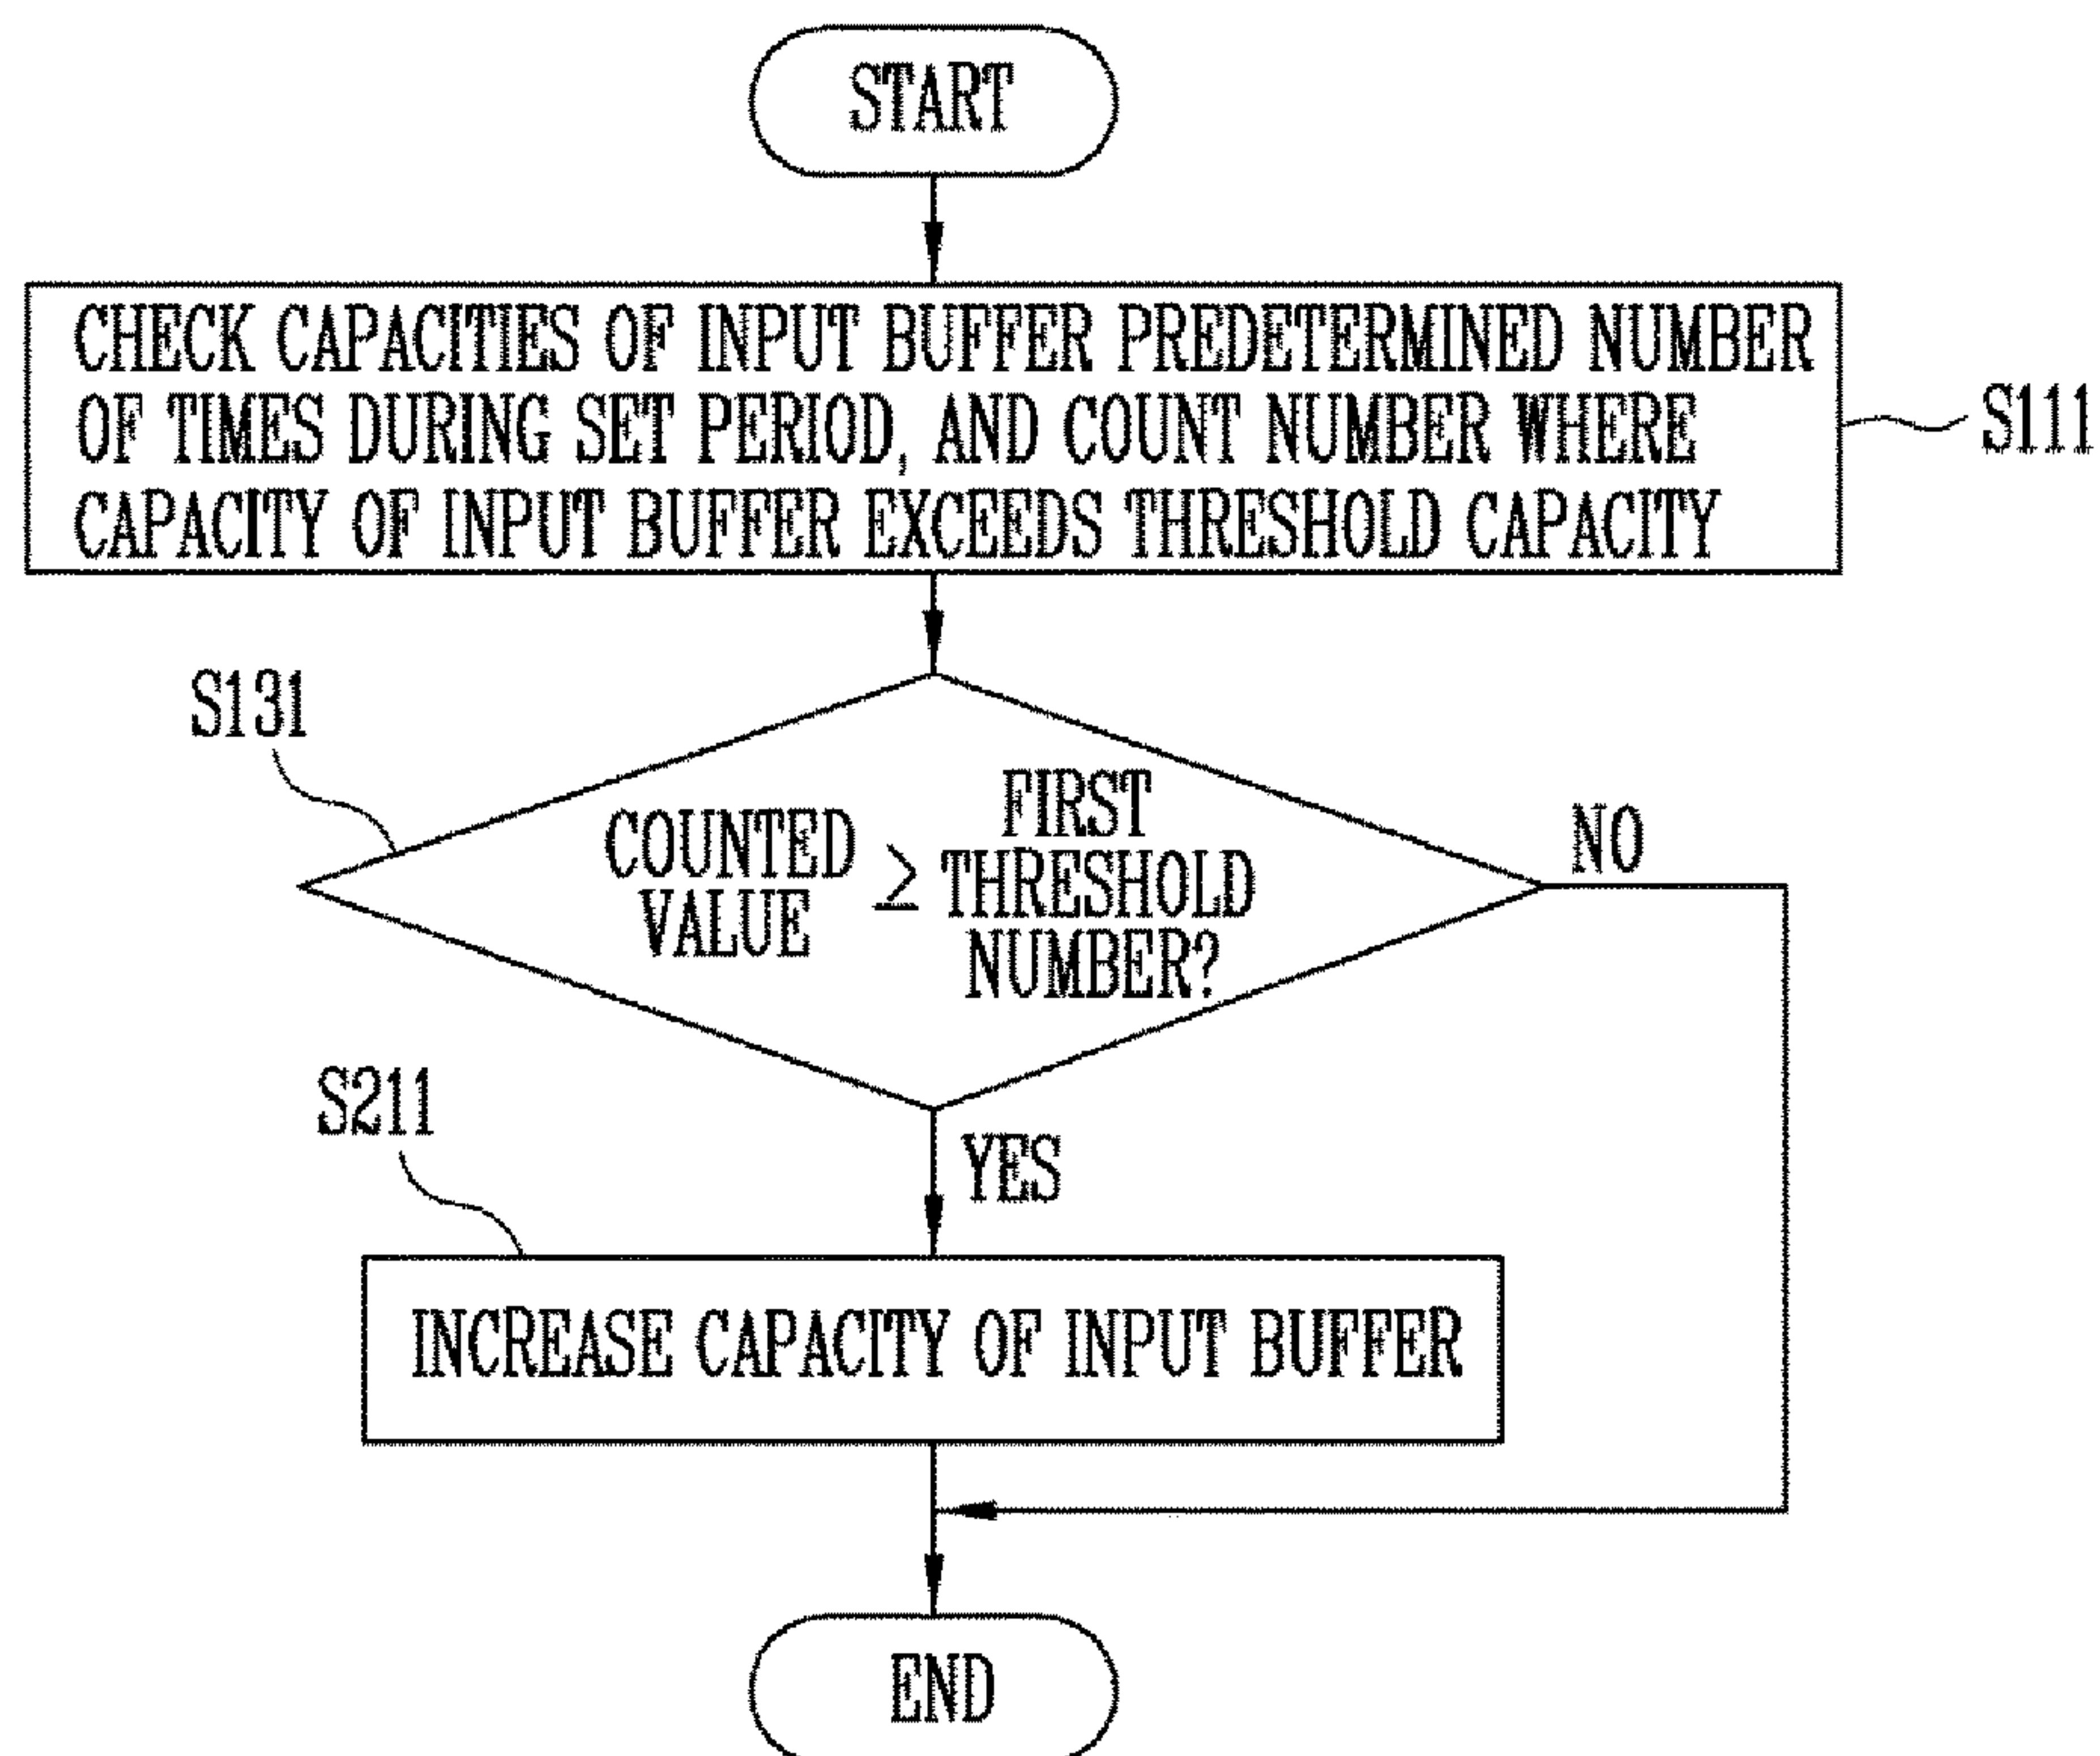 START
CHECK CAPACITIES OF INPUT BUFFER PREDETERMINED NUMBER
OF TIMES DURING SET PERIOD, AND COUNT NUMBER WHERE
CAPACITY OF INPUT BUFFER EXCEEDS THRESHOLD CAPACITY
S111
S131
COUNTED
VALUE
≥
FIRST
THRESHOLD
NUMBER?
NO
YES
S211
INCREASE CAPACITY OF INPUT BUFFER
END